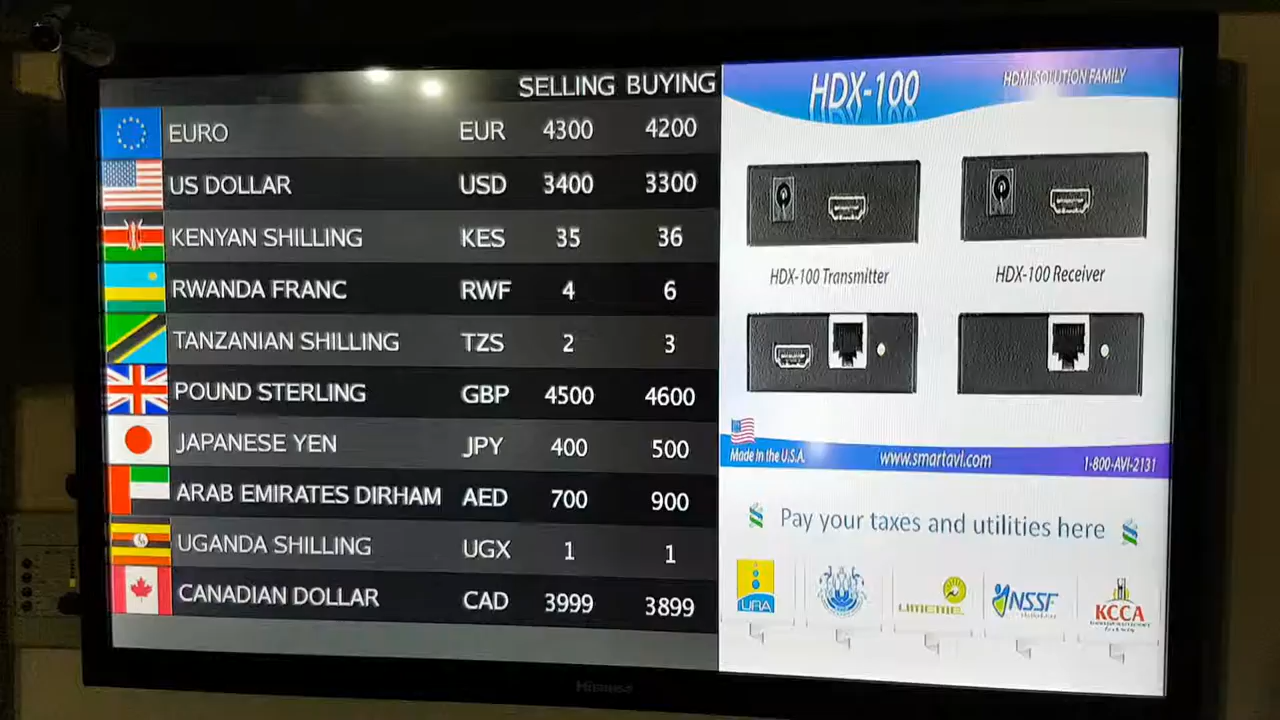 SELLING BUYING
EURO EUR 4300 4200
US DOLLAR USD 3400 3300
KENYAN SHILLING KES 35 36
RWANDA FRANC RWF 4 6
TANZANIAN SHILLING TZS 2 3
POUND STERLING GBP 4500 4600
JAPANESE YEN JPY 400 500
ARAB EMIRATES DIRHAM AED 700 900
UGANDA SHILLING UGX 1 1
CANADIAN DOLLAR CAD 3999 3899
HDX-100
HDMI SOLUTION FAMILY
HDX-100 Transmitter
HDX-100 Receiver
Made in the U.S.A.
www.smartavi.com
1-800-AVI-2131
Pay your taxes and utilities here
URA
UMEME
NSSF
KCCA
Hisense